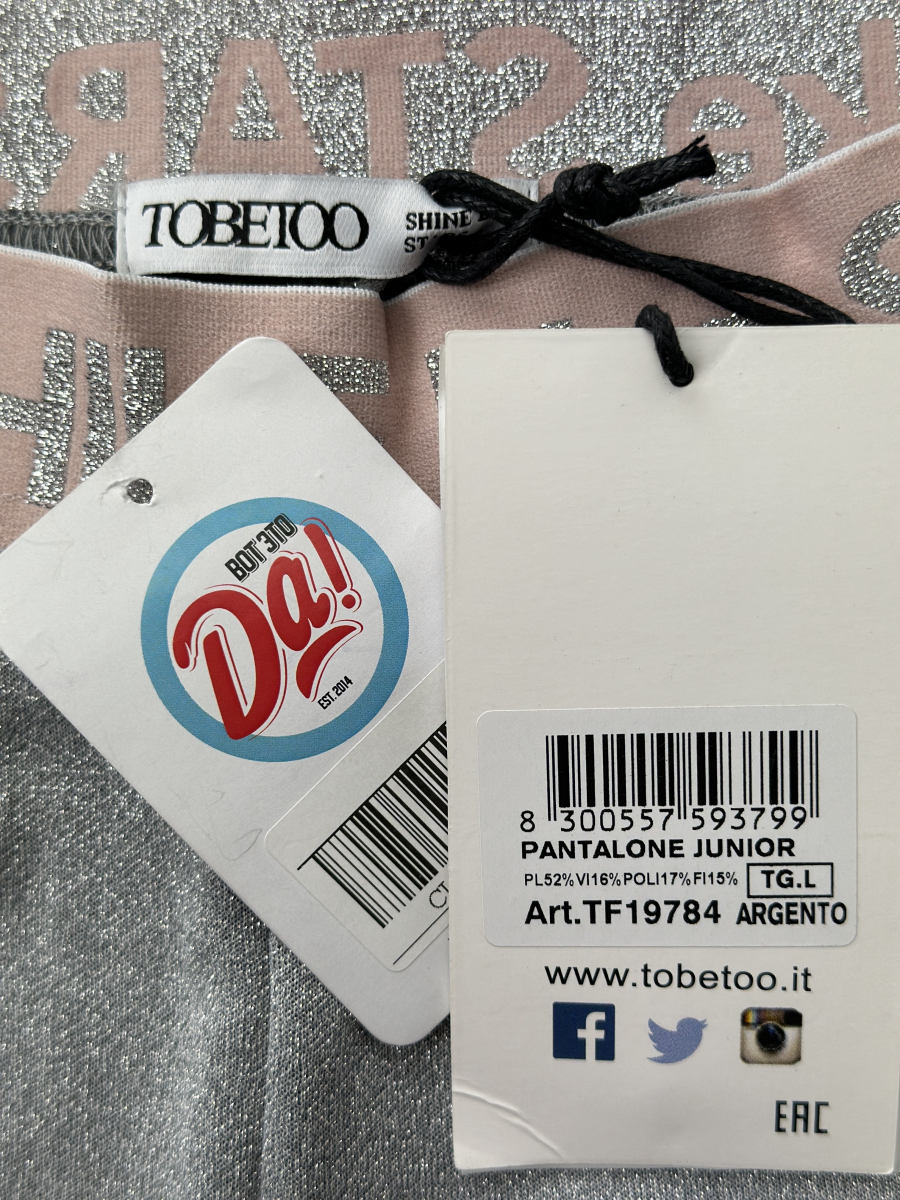 STAR
TOBETOO
SHINE
ST
ВОТ ЭТО
Da!
EST. 2014
8 300557 593799
PANTALONE JUNIOR
PL52%VI16%POLI17%FI15% TG.L
Art.TF19784 ARGENTO
www.tobetoo.it
EAC